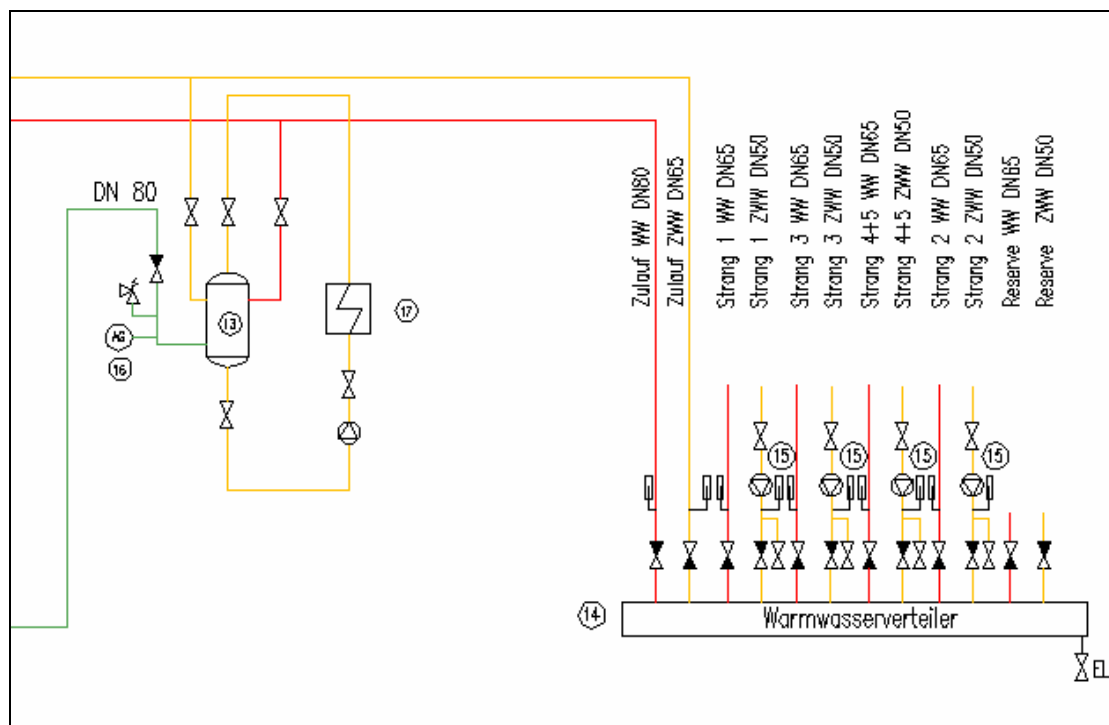 DN 80
Zulauf WW DN80
Zulauf ZWW DN65
Strang 1 WW DN65
Strang 1 ZWW DN50
Strang 3 WW DN65
Strang 3 ZWW DN50
Strang 4+5 WW DN65
Strang 4+5 ZWW DN50
Strang 2 WW DN65
Strang 2 ZWW DN50
Reserve WW DN65
Reserve ZWW DN50
13
17
AG
16
15
15
15
15
14
Warmwasserverteiler
EL